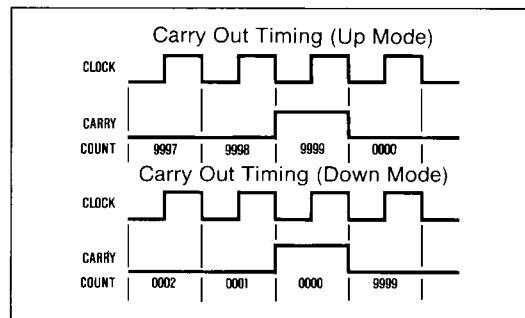 Carry Out Timing (Up Mode)
CLOCK
CARRY
COUNT 9997 9998 9999 0000
Carry Out Timing (Down Mode)
CLOCK
CARRY
COUNT 0002 0001 0000 9999